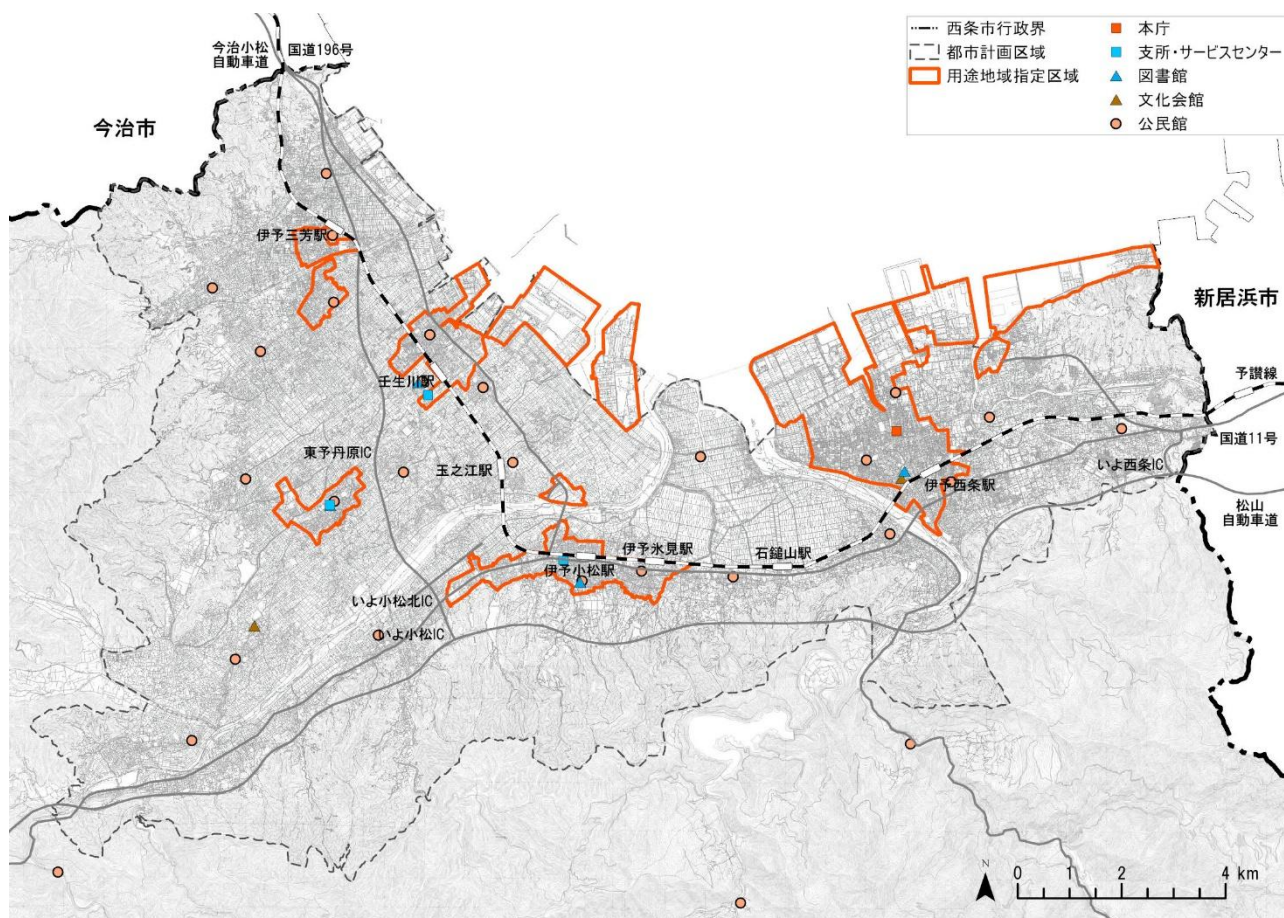 今治小松
自動車道
国道196号
西条市行政界
都市計画区域
用途地域指定区域
本庁
支所・サービスセンター
図書館
文化会館
公民館
今治市
伊予三芳駅
新居浜市
壬生川駅
予讃線
国道11号
東予丹原IC
玉之江駅
いよ西条IC
伊予西条駅
松山
自動車道
伊予氷見駅
石鎚山駅
伊予小松駅
いよ小松北IC
いよ小松IC
N
0 1 2 4 km